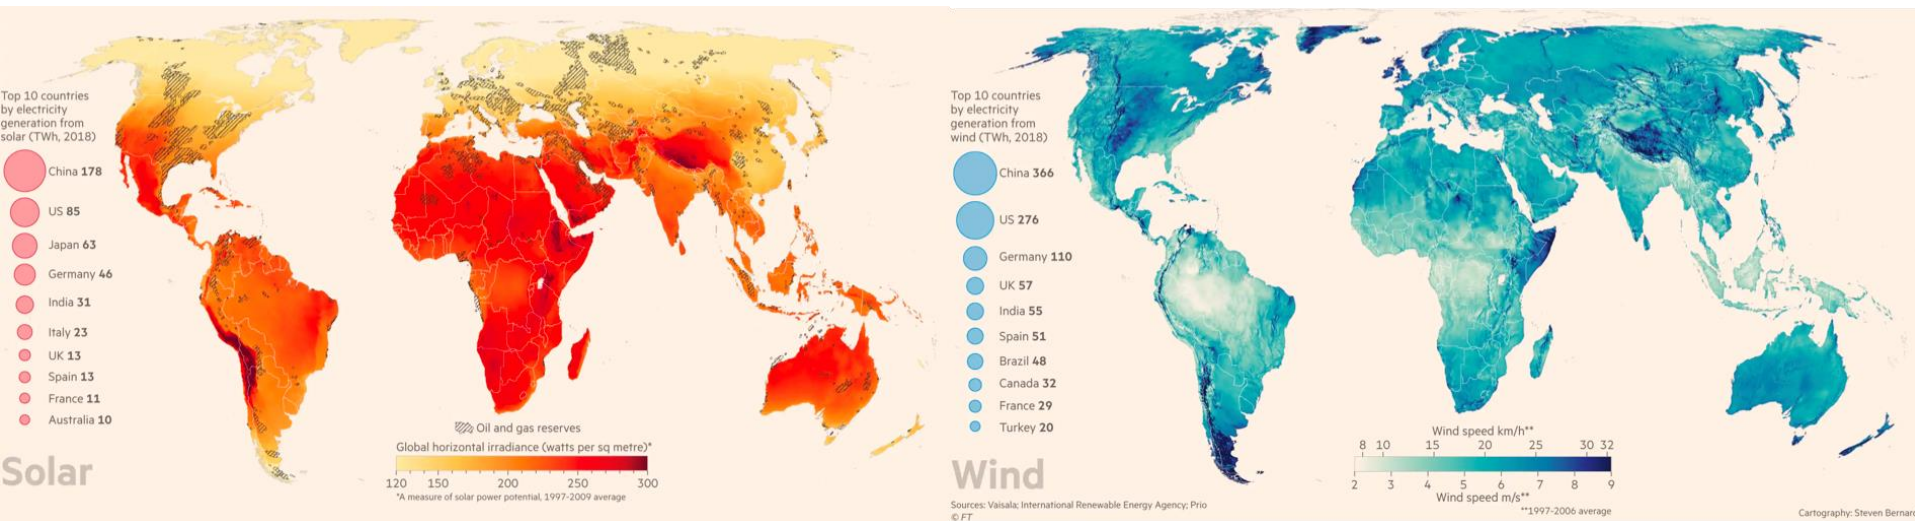 Top 10 countries
by electricity
generation from
solar (TWh, 2018)
China 178
US 85
Japan 63
Germany 46
India 31
Italy 23
UK 13
Spain 13
France 11
Australia 10
Solar
Oil and gas reserves
Global horizontal irradiance (watts per sq metre)*
120 150 200 250 300
*A measure of solar power potential, 1997-2009 average
Top 10 countries
by electricity
generation from
wind (TWh, 2018)
China 366
US 276
Germany 110
UK 57
India 55
Spain 51
Brazil 48
Canada 32
France 29
Turkey 20
Wind
Sources: Vaisala; International Renewable Energy Agency; Prio
© FT
Wind speed km/h**
8 10 15 20 25 30 32
2 3 4 5 6 7 8 9
Wind speed m/s**
**1997-2006 average
Cartography: Steven Bernar